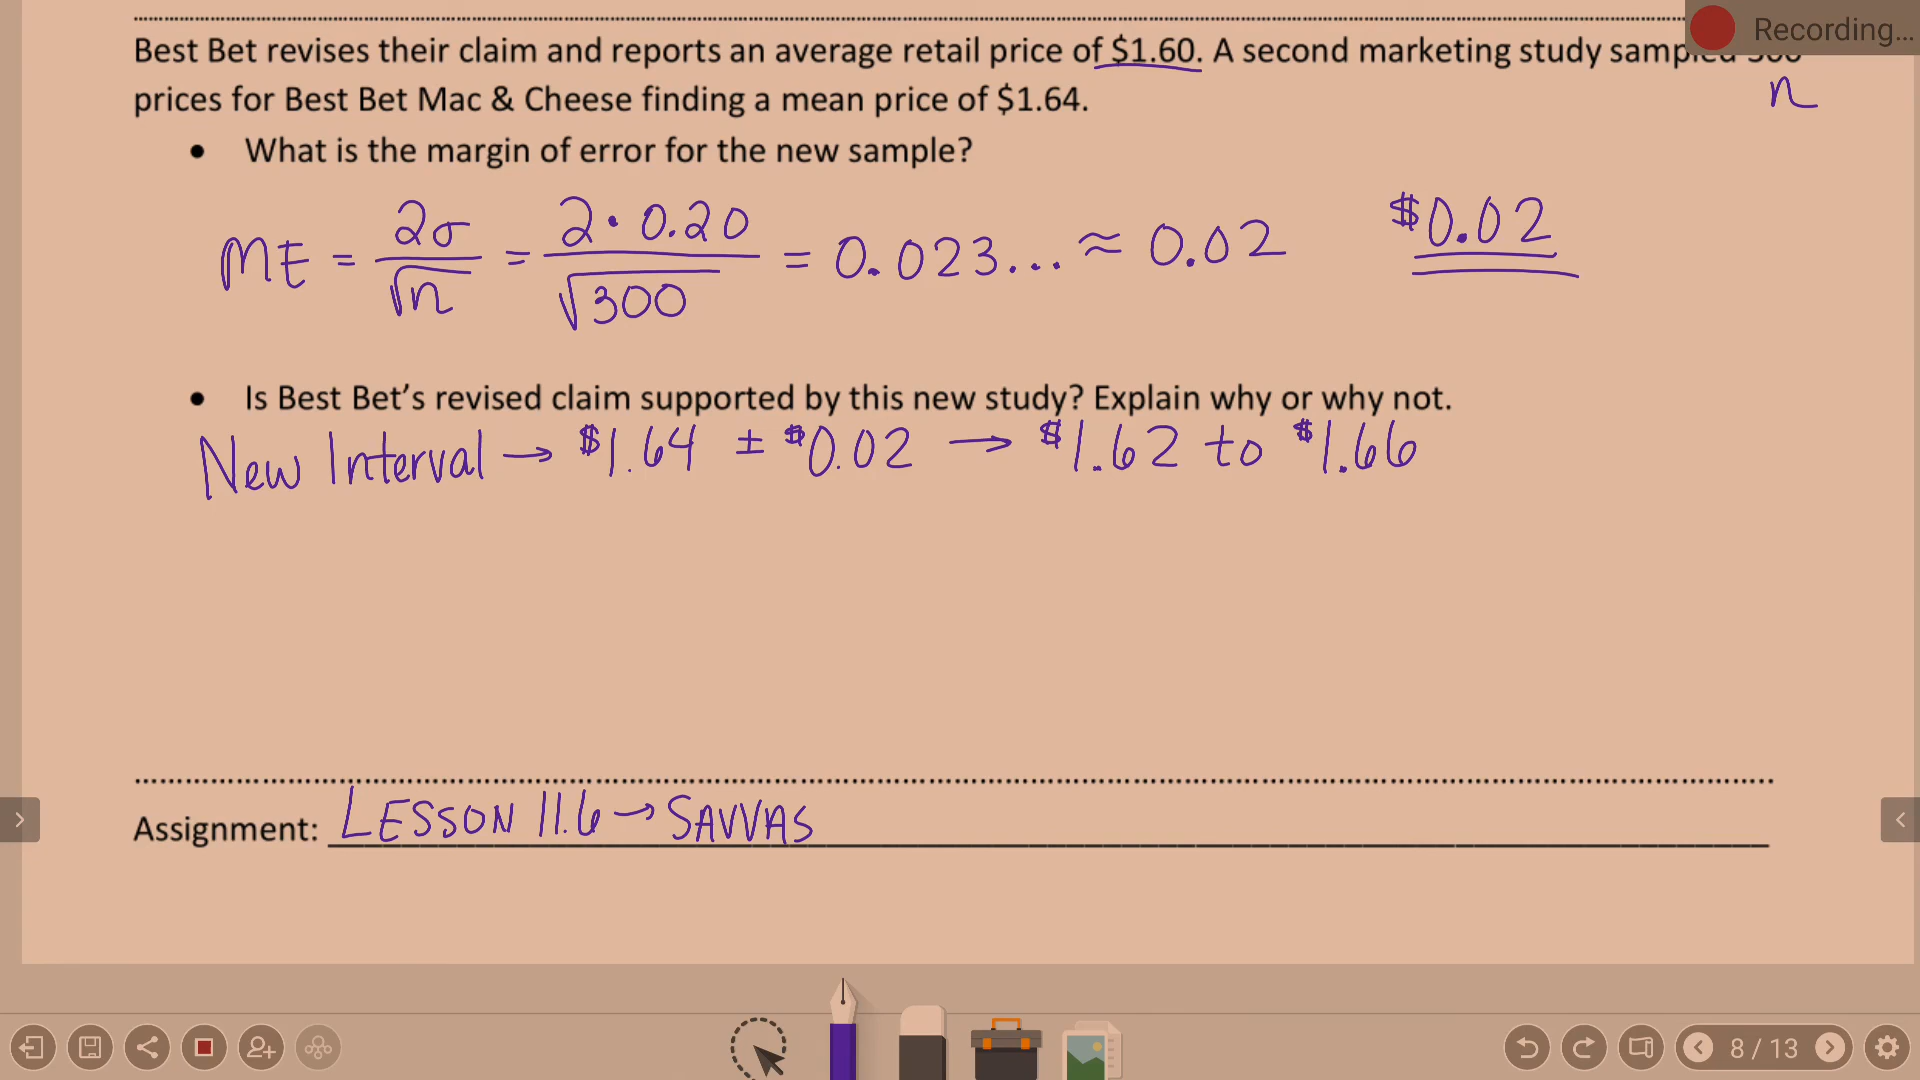 Recording...
Best Bet revises their claim and reports an average retail price of $1.60. A second marketing study sampled 300
n
prices for Best Bet Mac & Cheese finding a mean price of $1.64.
• What is the margin of error for the new sample?
ME = 2σ/√n = 2・0.20/√300 = 0.023... ≈ 0.02 $0.02
• Is Best Bet’s revised claim supported by this new study? Explain why or why not.
New Interval → $1.64 ± $0.02 → $1.62 to $1.66
Assignment: LESSON 11.6 → SAVVAS
8 / 13